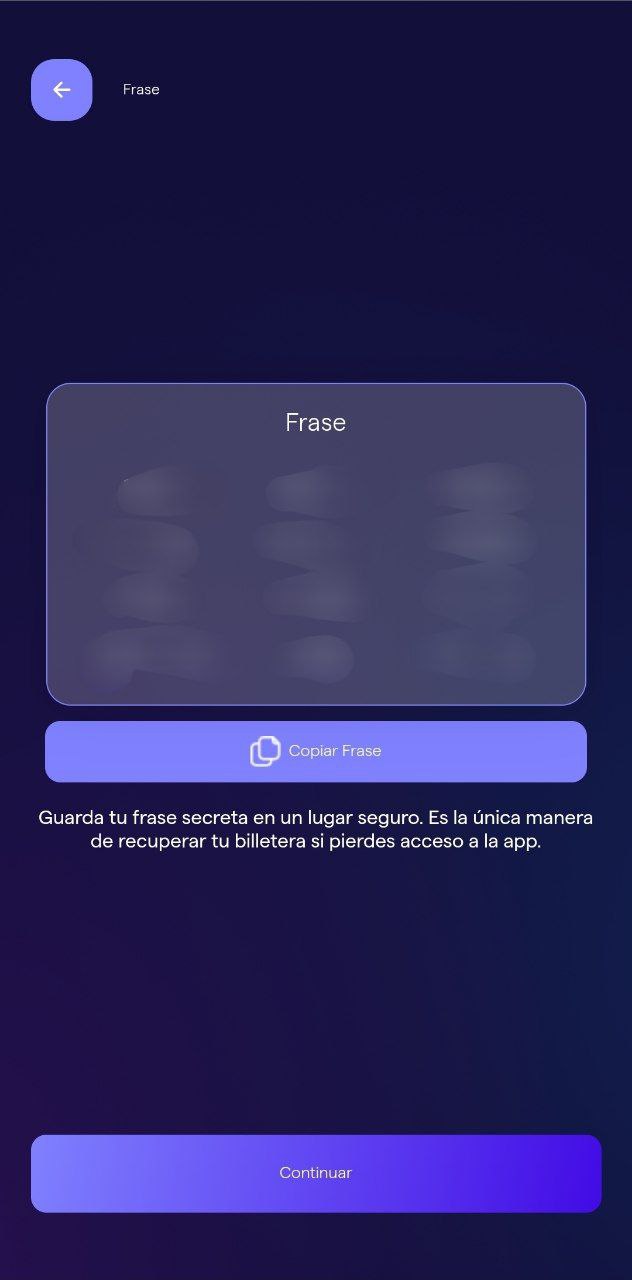 Frase
Frase
Copiar Frase
Guarda tu frase secreta en un lugar seguro. Es la única manera
de recuperar tu billetera si pierdes acceso a la app.
Continuar